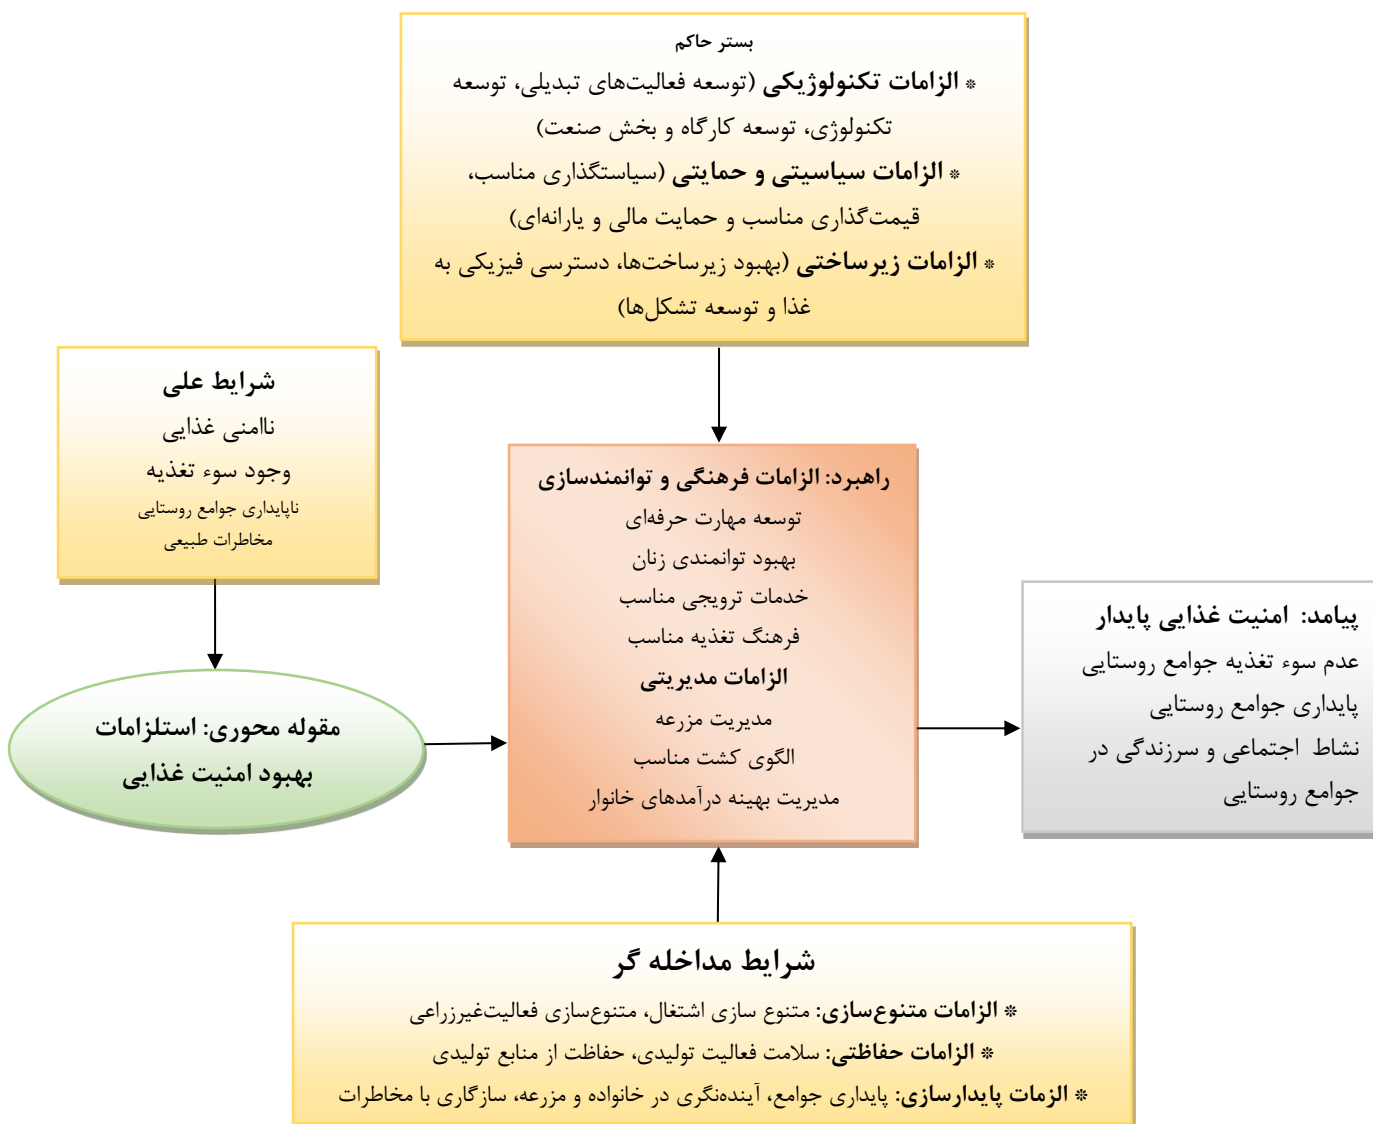 بستر حاکم
* الزامات تکنولوژیکی (توسعه فعالیت‌های تبدیلی، توسعه
تکنولوژی، توسعه کارگاه و بخش صنعت)
* الزامات سیاسیتی و حمایتی (سیاستگذاری مناسب،
قیمت‌گذاری مناسب و حمایت مالی و یارانه‌ای)
* الزامات زیرساختی (بهبود زیرساخت‌ها، دسترسی فیزیکی به
غذا و توسعه تشکل‌ها)
شرایط علی
ناامنی غذایی
وجود سوء تغذیه
ناپایداری جوامع روستایی
مخاطرات طبیعی
مقوله محوری: استلزامات
بهبود امنیت غذایی
راهبرد: الزامات فرهنگی و توانمندسازی
توسعه مهارت حرفه‌ای
بهبود توانمندی زنان
خدمات ترویجی مناسب
فرهنگ تغذیه مناسب
الزامات مدیریتی
مدیریت مزرعه
الگوی کشت مناسب
مدیریت بهینه درآمدهای خانوار
پیامد: امنیت غذایی پایدار
عدم سوء تغذیه جوامع روستایی
پایداری جوامع روستایی
نشاط اجتماعی و سرزندگی در
جوامع روستایی
شرایط مداخله گر
* الزامات متنوع‌سازی: متنوع سازی اشتغال، متنوع‌سازی فعالیت‌غیرزراعی
* الزامات حفاظتی: سلامت فعالیت تولیدی، حفاظت از منابع تولیدی
* الزمات پایدارسازی: پایداری جوامع، آینده‌نگری در خانواده و مزرعه، سازگاری با مخاطرات